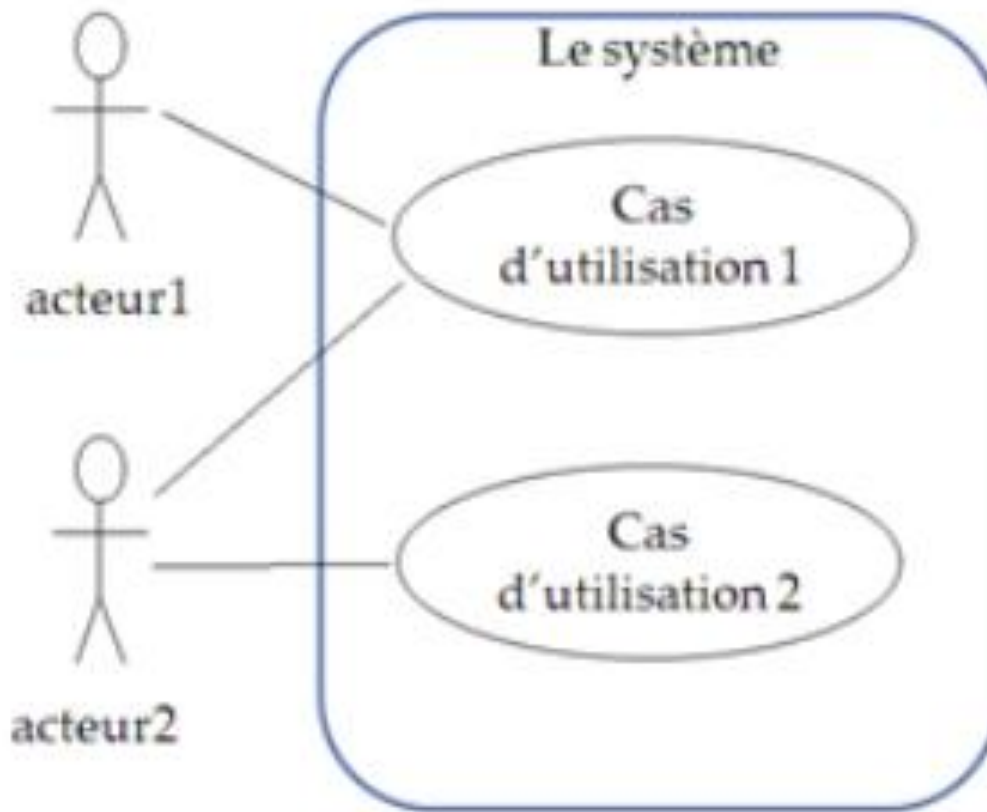 Le système
Cas
d'utilisation 1
acteur1
Cas
d'utilisation 2
acteur2